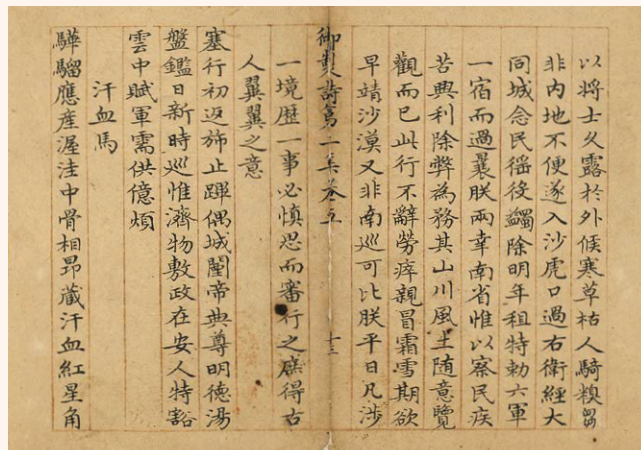 以將士久露於外候寒草枯人騎糗芻
非内地不便遂入沙虎口過右衛經大
同城念民徭役蠲除明年租特勅六軍
一宿而過曩朕兩幸南省惟以察民疾
苦興利除弊為務其山川風土随意覽
觀而已此行不辭勞瘁親冒霜雪期欲
早靖沙漠又非南巡可比朕平日凡涉
御製詩苐一集卷五
十三
一境歷一事必慎思而審行之庶得古
人翼翼之意
塞行初返斾止蹕偶城闉帝典尊明德湯
盤鑑日新時巡惟濟物敷政在安人特豁
雲中賦軍需供億煩
汗血馬
驊騮應産渥洼中骨相昻藏汗血紅星角